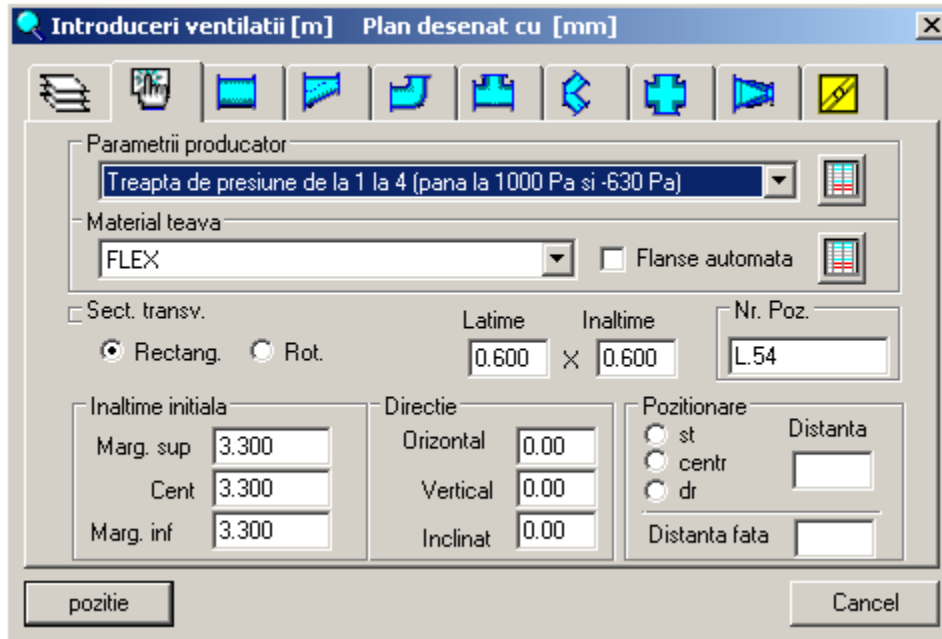 Introduceri ventilatii [m] Plan desenat cu [mm]
Parametrii producator
Treapta de presiune de la 1 la 4 (pana la 1000 Pa si -630 Pa)
Material teava
FLEX Flanse automata
Sect. transv.
Rectang. Rot.
Latime Inaltime
0.600 X 0.600
Nr. Poz.
L.54
Inaltime initiala
Marg. sup 3.300
Cent 3.300
Marg. inf 3.300
Directie
Orizontal 0.00
Vertical 0.00
Inclinat 0.00
Pozitionare
st
centr
dr
Distanta
Distanta fata
pozitie Cancel